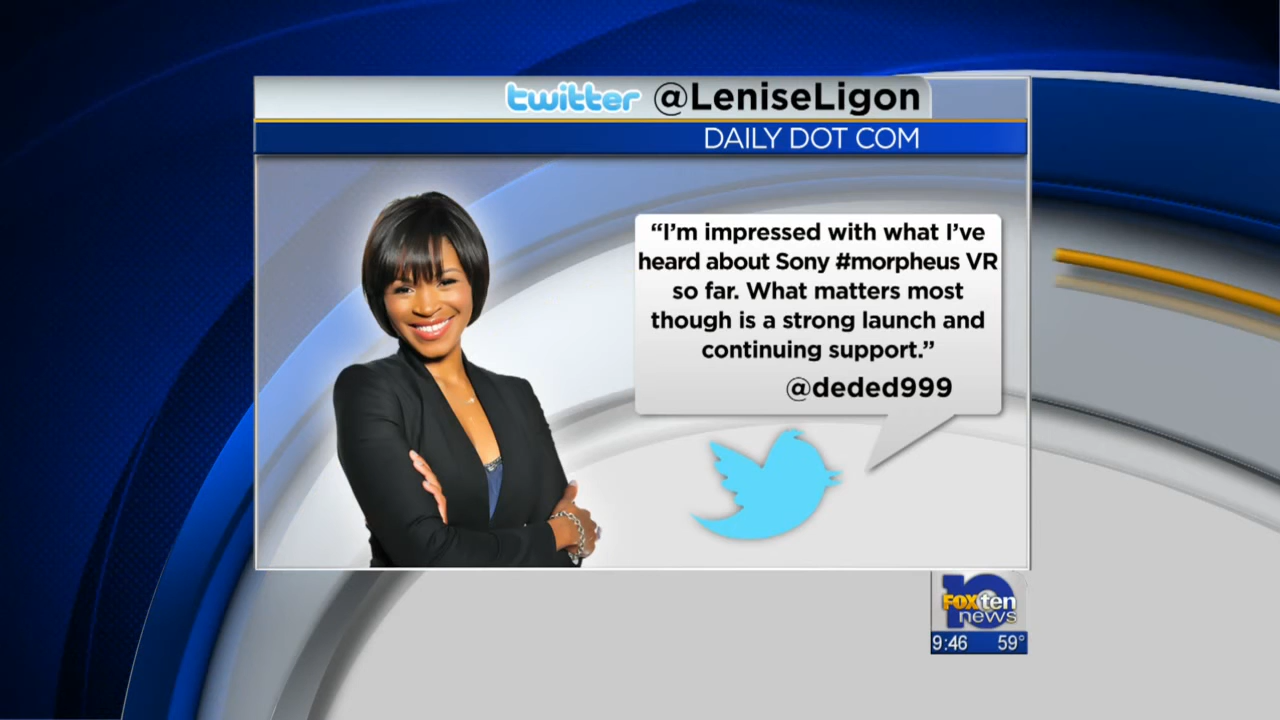 twitter @LeniseLigon
DAILY DOT COM
“I’m impressed with what I’ve
heard about Sony #morpheus VR
so far. What matters most
though is a strong launch and
continuing support.”
@deded999
10
FOX ten
news
9:46 59°